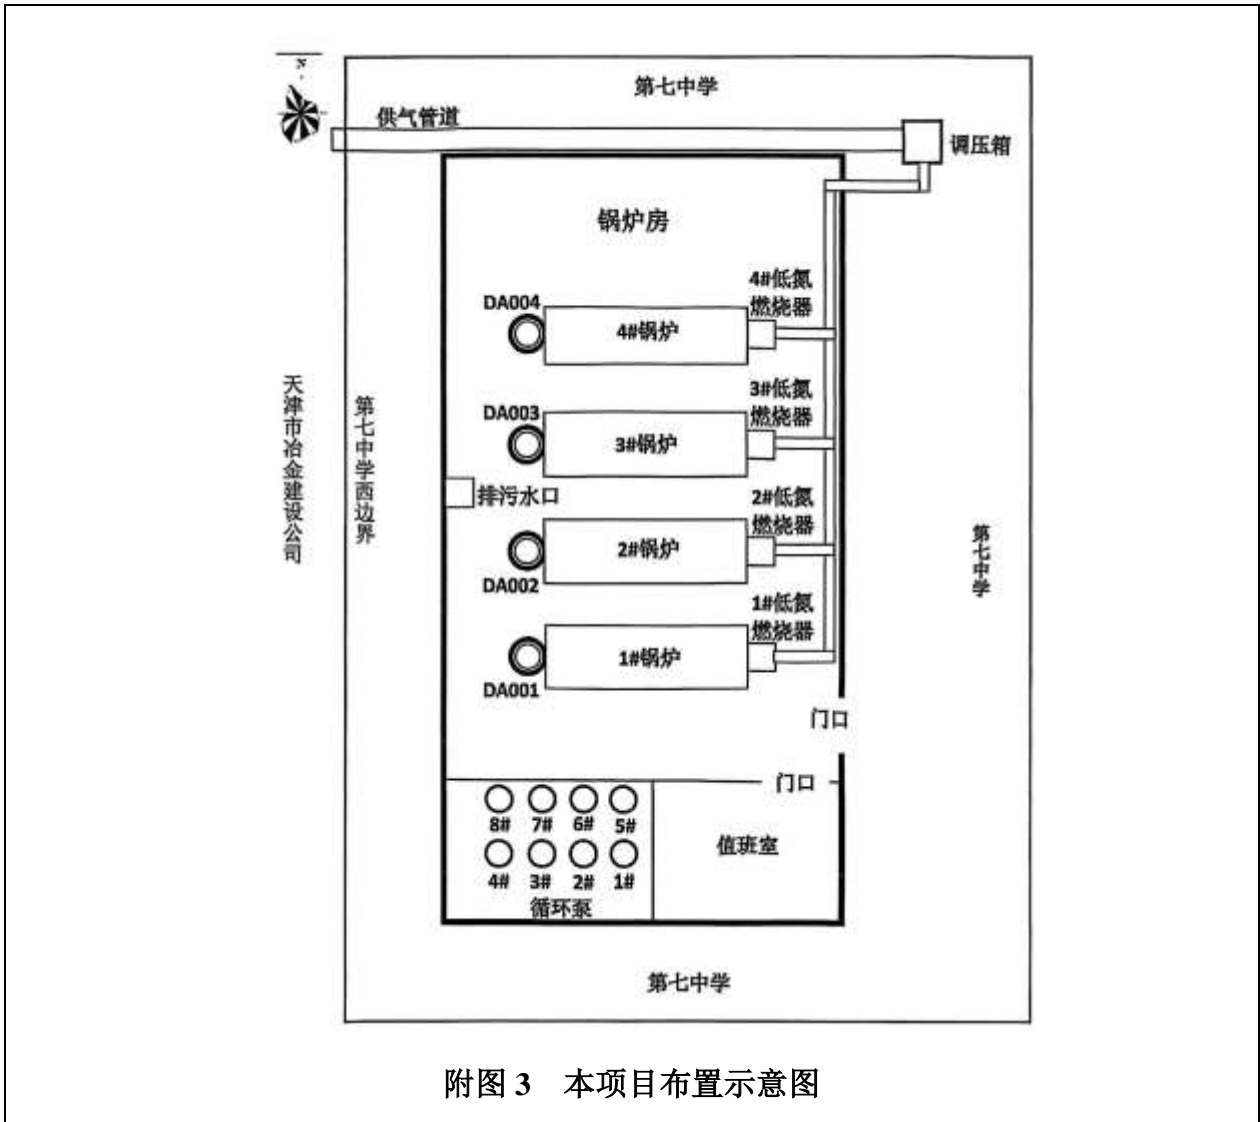 第七中学
N
供气管道
调压箱
锅炉房
4#低氮
燃烧器
DA004
4#锅炉
3#低氮
燃烧器
DA003
3#锅炉
天津市冶金建设公司
第七中学西边界
排污水口
2#低氮
燃烧器
2#锅炉
DA002
第七中学
1#低氮
燃烧器
1#锅炉
DA001
门口
门口
8# 7# 6# 5#
值班室
4# 3# 2# 1#
循环泵
第七中学
附图 3 本项目布置示意图